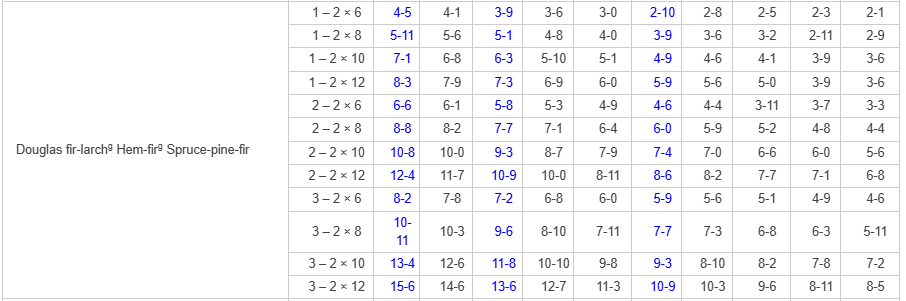 1 – 2 × 6 4-5 4-1 3-9 3-6 3-0 2-10 2-8 2-5 2-3 2-1
1 – 2 × 8 5-11 5-6 5-1 4-8 4-0 3-9 3-6 3-2 2-11 2-9
1 – 2 × 10 7-1 6-8 6-3 5-10 5-1 4-9 4-6 4-1 3-9 3-6
1 – 2 × 12 8-3 7-9 7-3 6-9 6-0 5-9 5-6 5-0 3-9 3-6
2 – 2 × 6 6-6 6-1 5-8 5-3 4-9 4-6 4-4 3-11 3-7 3-3
2 – 2 × 8 8-8 8-2 7-7 7-1 6-4 6-0 5-9 5-2 4-8 4-4
Douglas fir-larchᵍ Hem-firᵍ Spruce-pine-fir
2 – 2 × 10 10-8 10-0 9-3 8-7 7-9 7-4 7-0 6-6 6-0 5-6
2 – 2 × 12 12-4 11-7 10-9 10-0 8-11 8-6 8-2 7-7 7-1 6-8
3 – 2 × 6 8-2 7-8 7-2 6-8 6-0 5-9 5-6 5-1 4-9 4-6
3 – 2 × 8 10-
11 10-3 9-6 8-10 7-11 7-7 7-3 6-8 6-3 5-11
3 – 2 × 10 13-4 12-6 11-8 10-10 9-8 9-3 8-10 8-2 7-8 7-2
3 – 2 × 12 15-6 14-6 13-6 12-7 11-3 10-9 10-3 9-6 8-11 8-5